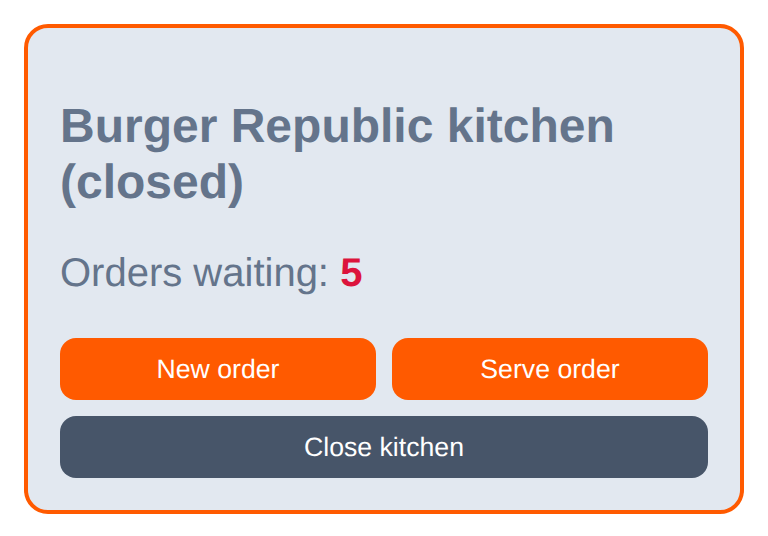 Burger Republic kitchen
(closed)
Orders waiting: 5
New order
Serve order
Close kitchen